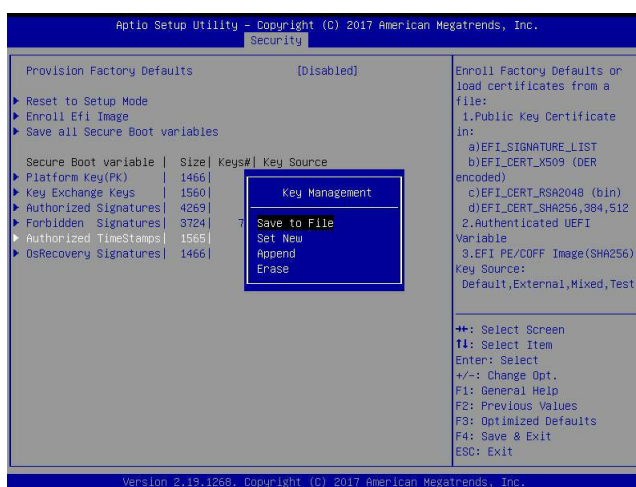 Aptio Setup Utility – Copyright (C) 2017 American Megatrends, Inc.
Security
Provision Factory Defaults [Disabled]
Reset to Setup Mode
Enroll Efi Image
Save all Secure Boot variables
Secure Boot variable | Size| Keys#| Key Source
Platform Key(PK) | 1466|
Key Exchange Keys | 1560|
Authorized Signatures| 4269|
Forbidden Signatures| 3724| 7
Authorized TimeStamps| 1565|
OsRecovery Signatures| 1466|
Key Management
Save to File
Set New
Append
Erase
Enroll Factory Defaults or
load certificates from a
file:
1.Public Key Certificate
in:
a)EFI_SIGNATURE_LIST
b)EFI_CERT_X509 (DER
encoded)
c)EFI_CERT_RSA2048 (bin)
d)EFI_CERT_SHA256,384,512
2.Authenticated UEFI
Variable
3.EFI PE/COFF Image(SHA256)
Key Source:
Default,External,Mixed,Test
→←: Select Screen
↑↓: Select Item
Enter: Select
+/-: Change Opt.
F1: General Help
F2: Previous Values
F3: Optimized Defaults
F4: Save & Exit
ESC: Exit
Version 2.19.1268. Copyright (C) 2017 American Megatrends, Inc.